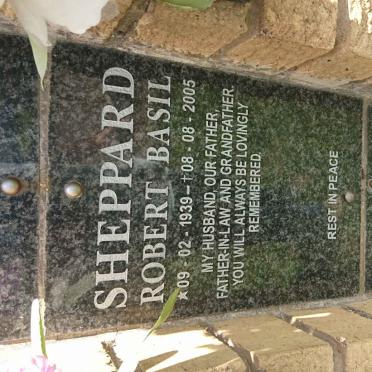 SHEPPARD
ROBERT BASIL
★09 - 02 - 1939 – †08 - 08 - 2005
MY HUSBAND, OUR FATHER,
FATHER-IN-LAW AND GRANDFATHER.
YOU WILL ALWAYS BE LOVINGLY
REMEMBERED.
REST IN PEACE